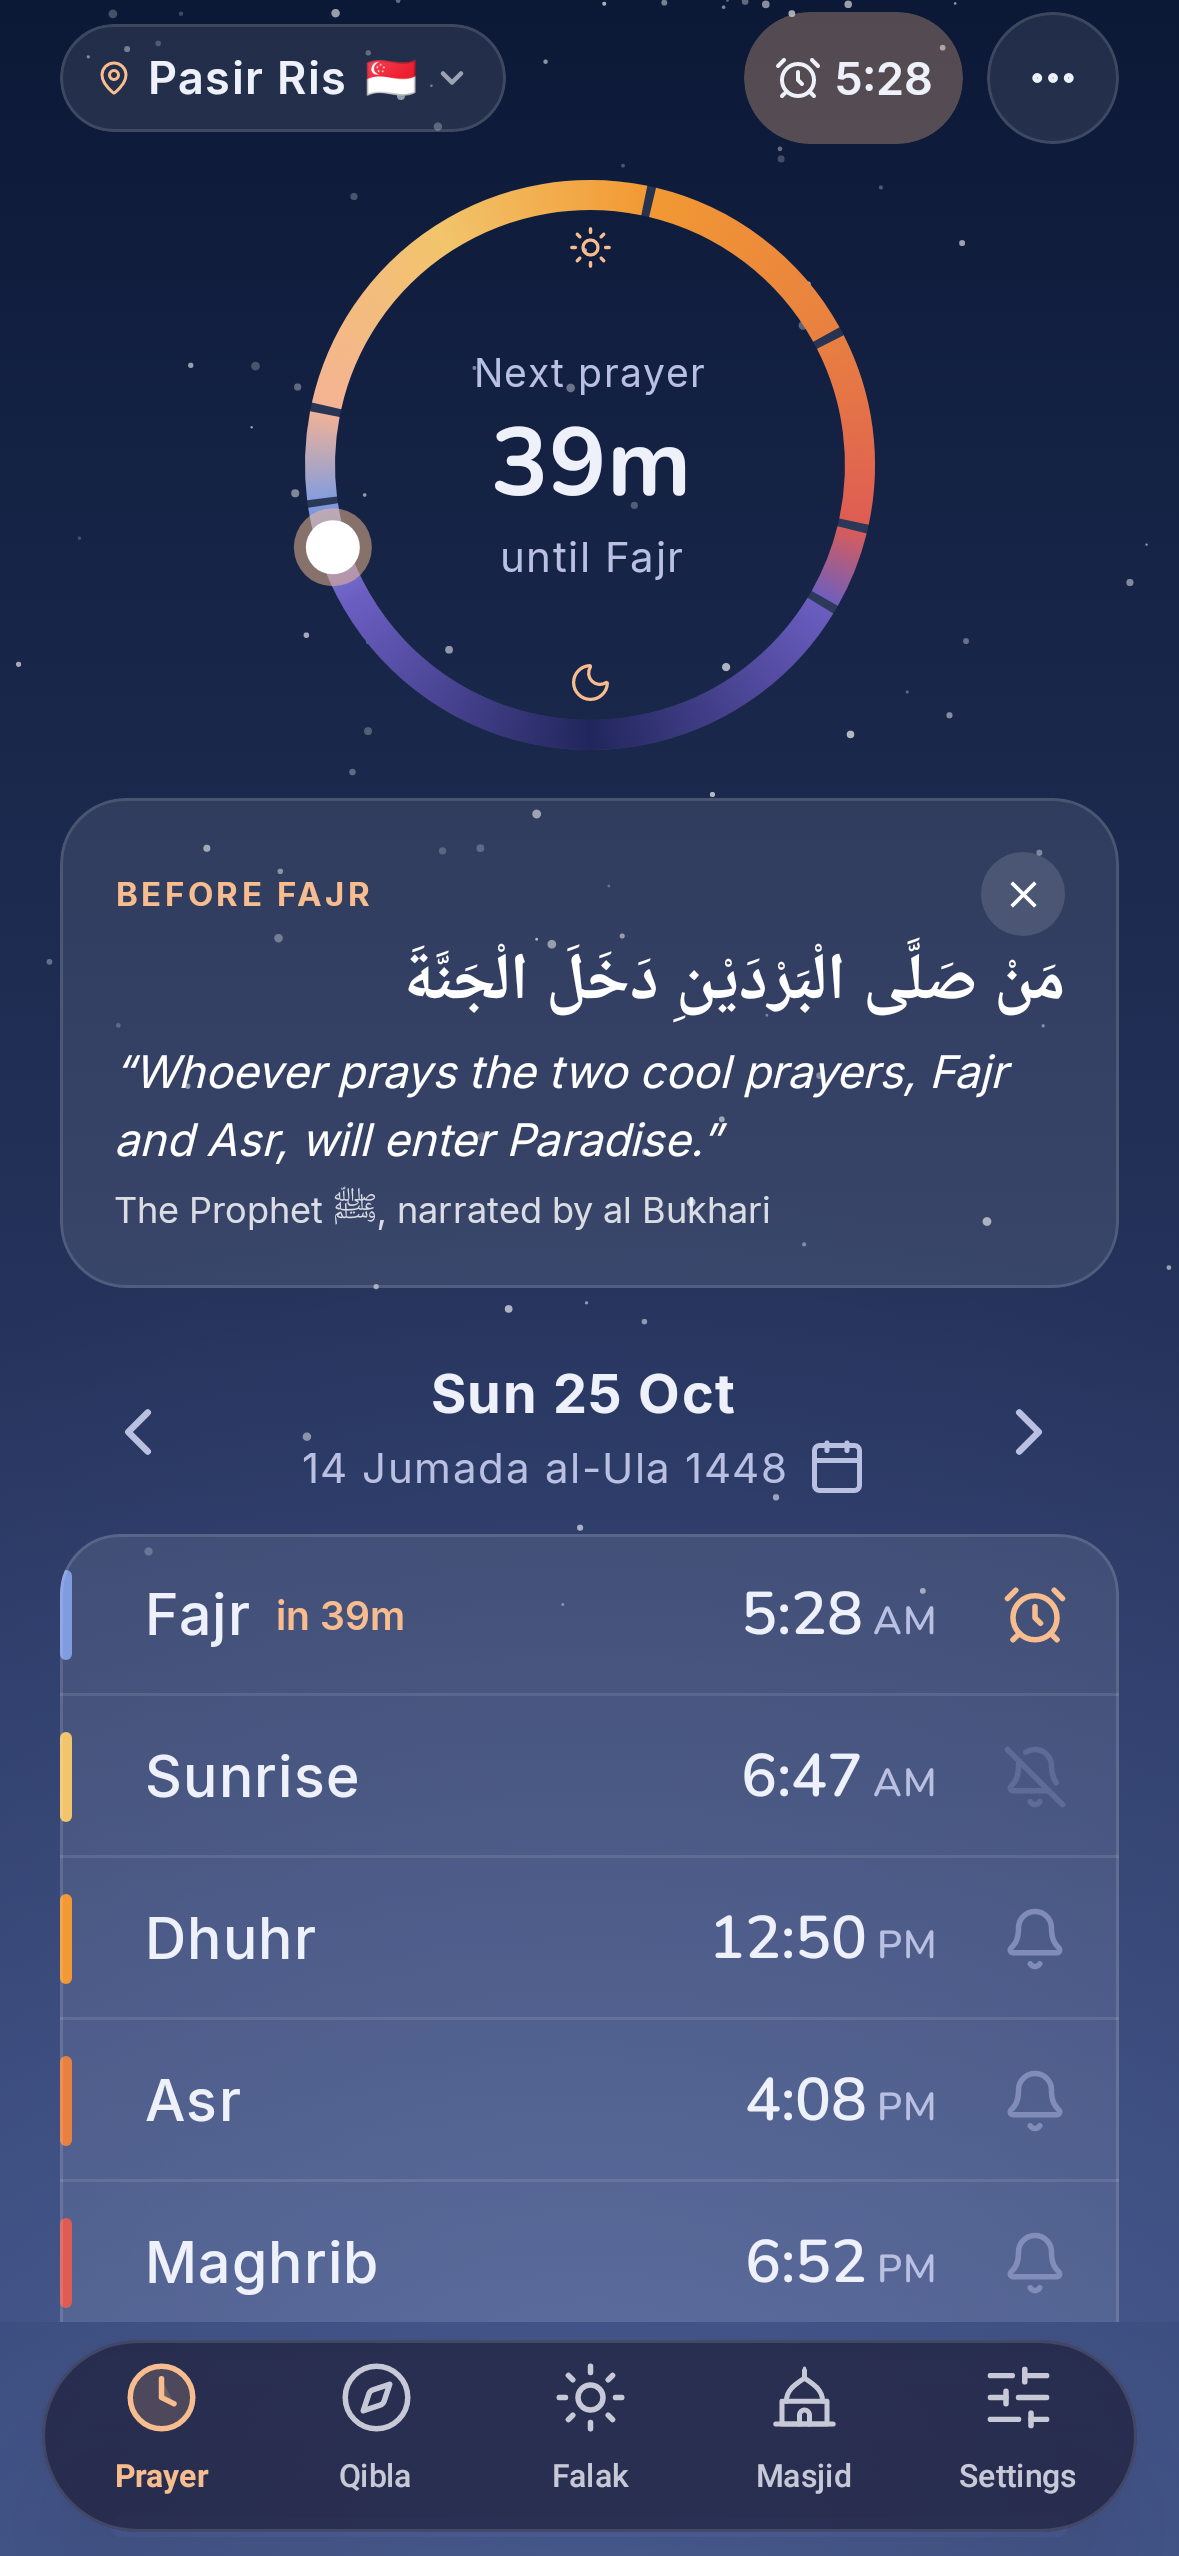 Pasir Ris 🇸🇬
5:28
Next prayer
39m
until Fajr
BEFORE FAJR
مَنْ صَلَّى الْبَرْدَيْنِ دَخَلَ الْجَنَّةَ
“Whoever prays the two cool prayers, Fajr
and Asr, will enter Paradise.”
The Prophet ﷺ, narrated by al Bukhari
Sun 25 Oct
14 Jumada al-Ula 1448
Fajr in 39m 5:28 AM
Sunrise 6:47 AM
Dhuhr 12:50 PM
Asr 4:08 PM
Maghrib 6:52 PM
Prayer Qibla Falak Masjid Settings